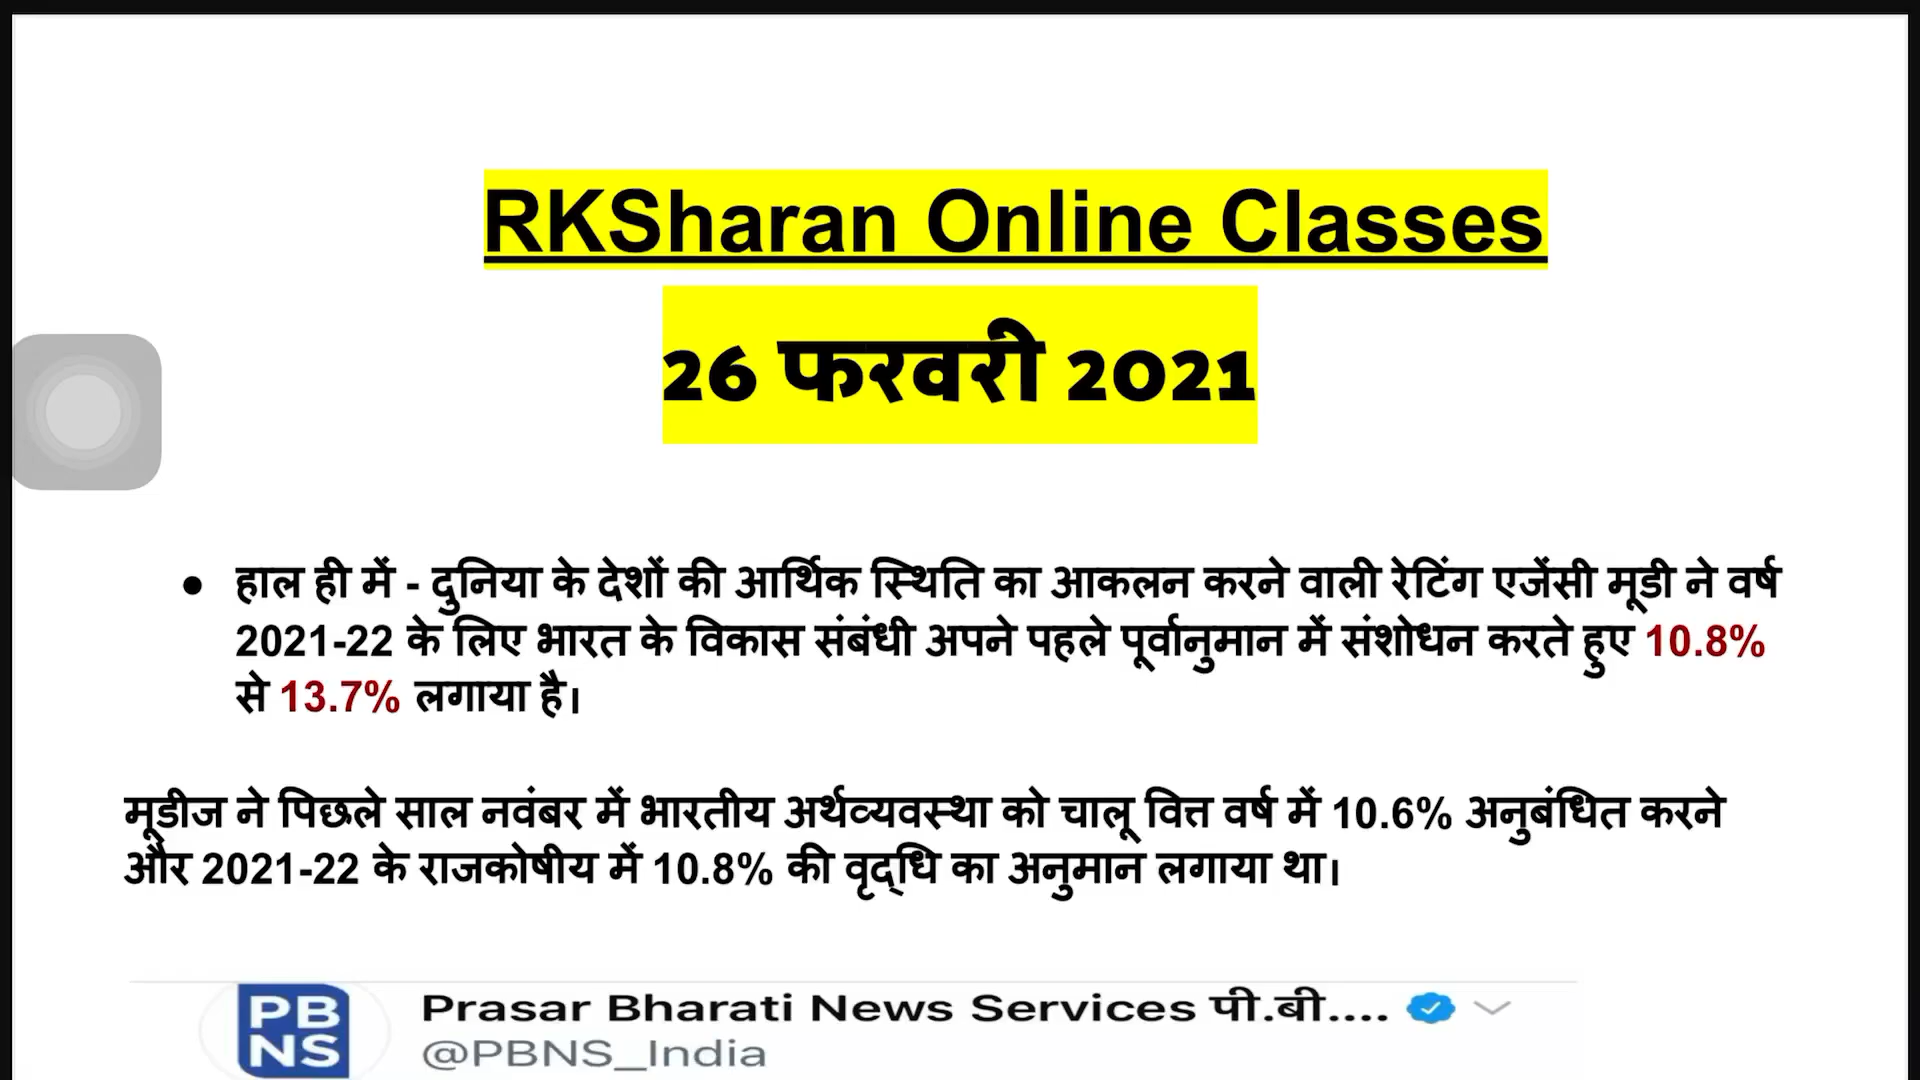 RKSharan Online Classes
26 फरवरी 2021
● हाल ही में - दुनिया के देशों की आर्थिक स्थिति का आकलन करने वाली रेटिंग एजेंसी मूडी ने वर्ष
2021-22 के लिए भारत के विकास संबंधी अपने पहले पूर्वानुमान में संशोधन करते हुए 10.8%
से 13.7% लगाया है।
मूडीज ने पिछले साल नवंबर में भारतीय अर्थव्यवस्था को चालू वित्त वर्ष में 10.6% अनुबंधित करने
और 2021-22 के राजकोषीय में 10.8% की वृद्धि का अनुमान लगाया था।
PB
NS
Prasar Bharati News Services पी.बी....
@PBNS_India